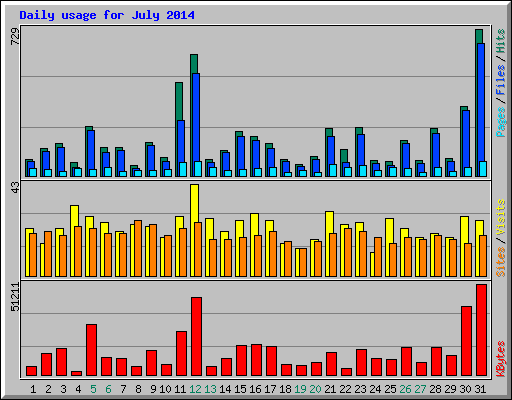 Daily usage for July 2014
729
Pages / Files / Hits
43
Sites / Visits
51211
KBytes
1 2 3 4 5 6 7 8 9 10 11 12 13 14 15 16 17 18 19 20 21 22 23 24 25 26 27 28 29 30 31